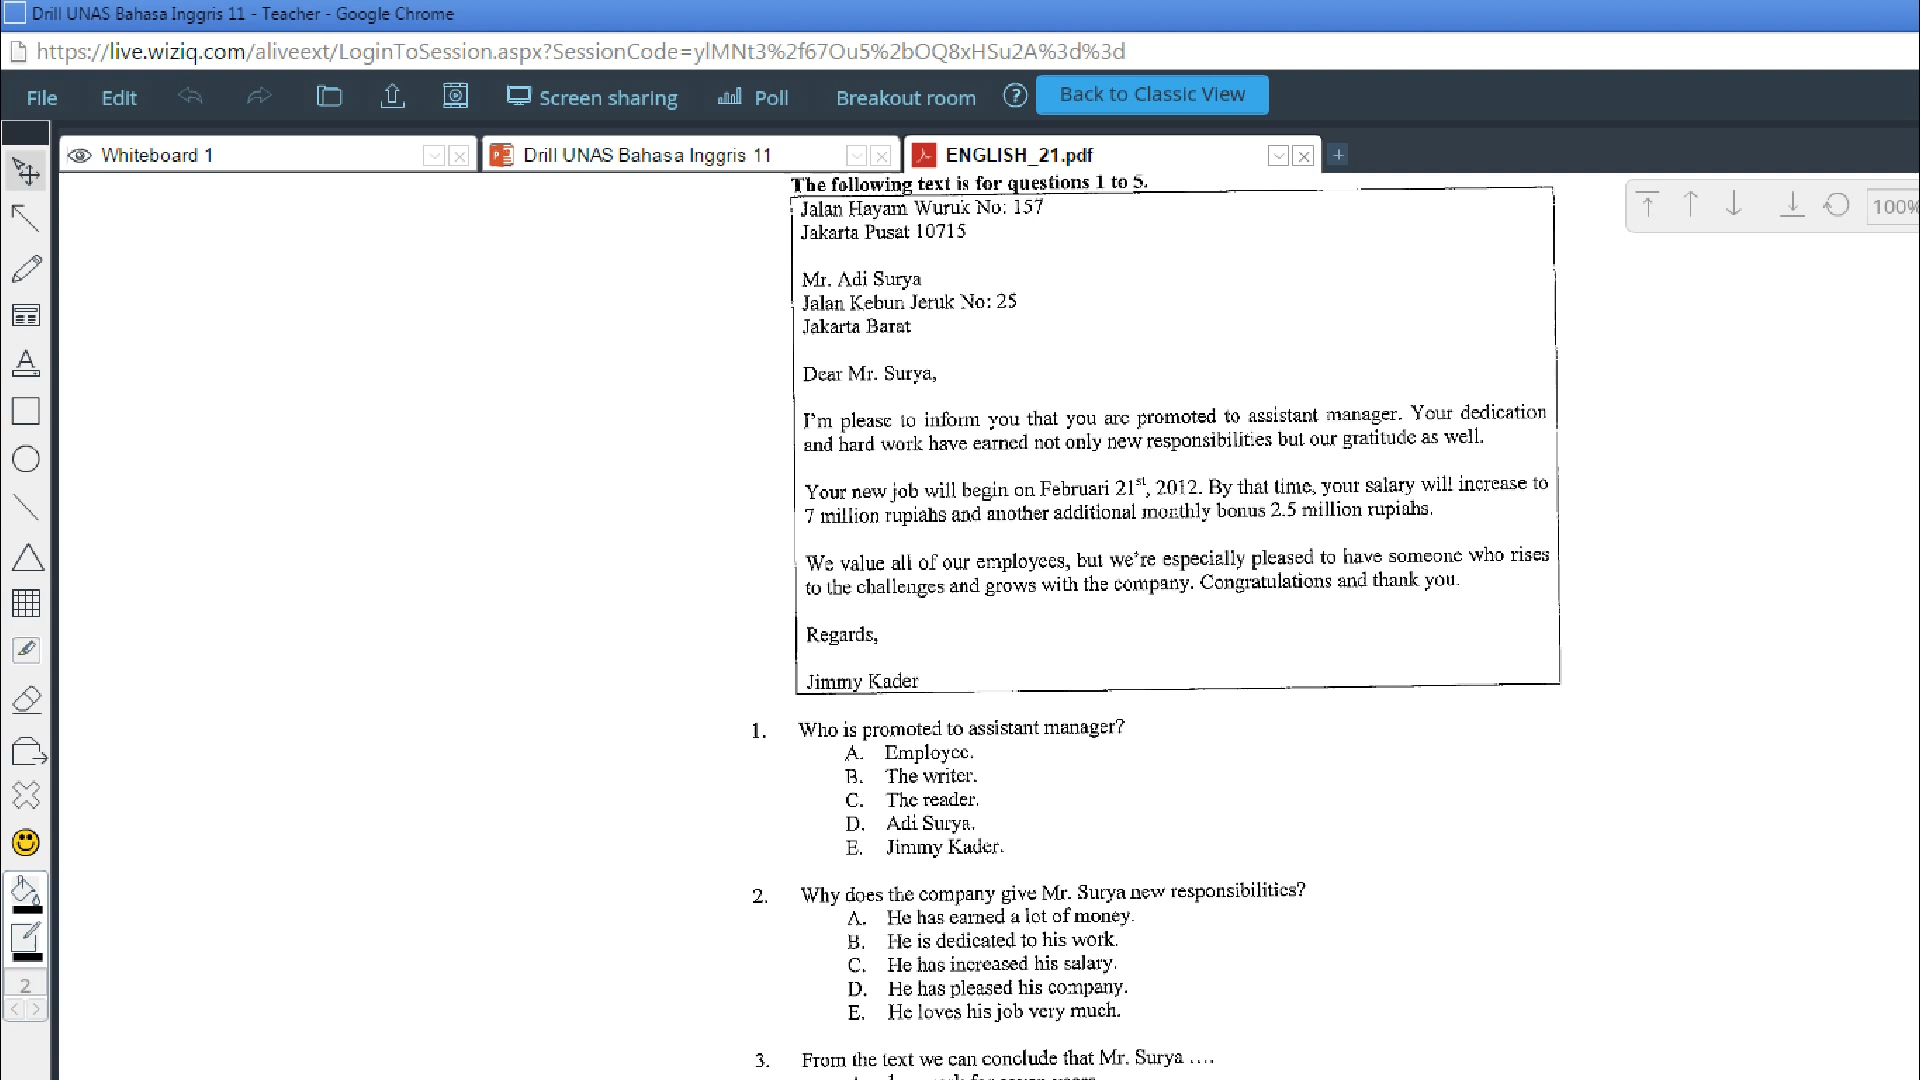 Drill UNAS Bahasa Inggris 11 - Teacher - Google Chrome
https://live.wiziq.com/aliveext/LoginToSession.aspx?SessionCode=ylMNt3%2f67Ou5%2bOQ8xHSu2A%3d%3d
File Edit Screen sharing Poll Breakout room ? Back to Classic View
Whiteboard 1 Drill UNAS Bahasa Inggris 11 ENGLISH_21.pdf +
100%
The following text is for questions 1 to 5.
Jalan Hayam Wuruk No: 157
Jakarta Pusat 10715
Mr. Adi Surya
Jalan Kebun Jeruk No: 25
Jakarta Barat
Dear Mr. Surya,
I'm please to inform you that you are promoted to assistant manager. Your dedication
and hard work have earned not only new responsibilities but our gratitude as well.
Your new job will begin on Februari 21st, 2012. By that time, your salary will increase to
7 million rupiahs and another additional monthly bonus 2.5 million rupiahs.
We value all of our employees, but we're especially pleased to have someone who rises
to the challenges and grows with the company. Congratulations and thank you.
Regards,
Jimmy Kader
1. Who is promoted to assistant manager?
A. Employee.
B. The writer.
C. The reader.
D. Adi Surya.
E. Jimmy Kader.
2. Why does the company give Mr. Surya new responsibilities?
A. He has earned a lot of money.
B. He is dedicated to his work.
C. He has increased his salary.
D. He has pleased his company.
E. He loves his job very much.
3. From the text we can conclude that Mr. Surya ....
2